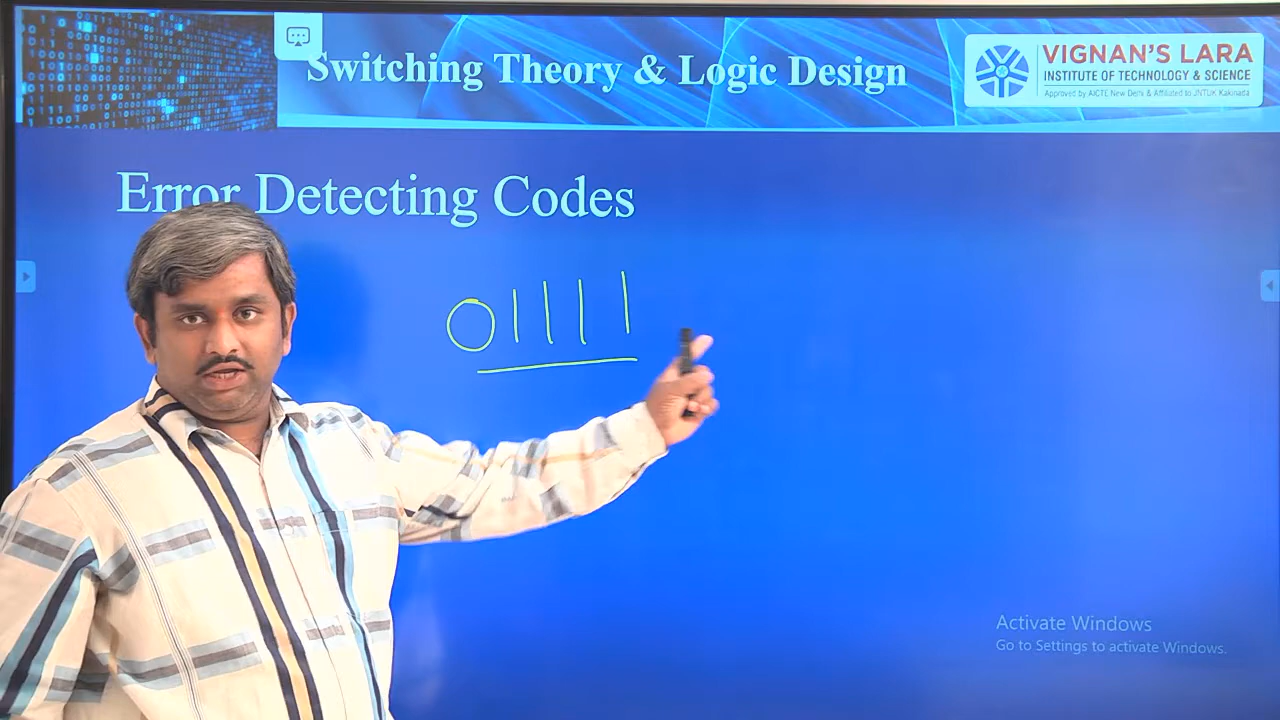 Switching Theory & Logic Design
VIGNAN'S LARA
INSTITUTE OF TECHNOLOGY & SCIENCE
Approved by AICTE, New Delhi & Affiliated to JNTUK Kakinada
Error Detecting Codes
01111
Activate Windows
Go to Settings to activate Windows.